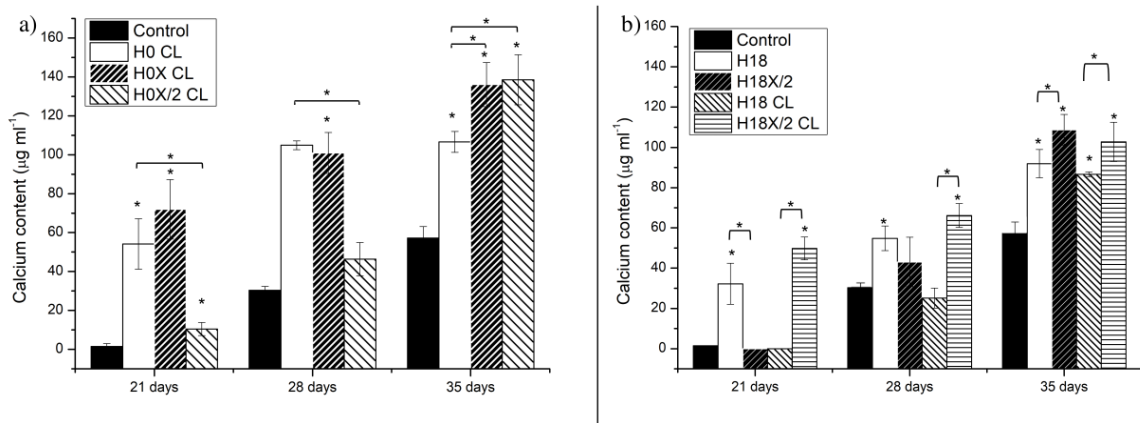 a)
Control
H0 CL
H0X CL
H0X/2 CL
Calcium content (μg ml⁻¹)
160
140
120
100
80
60
40
20
0
* * * * * * * * * * *
21 days 28 days 35 days
b)
Control
H18
H18X/2
H18 CL
H18X/2 CL
Calcium content (μg ml⁻¹)
160
140
120
100
80
60
40
20
0
* * * * * * * * * * * * * *
21 days 28 days 35 days